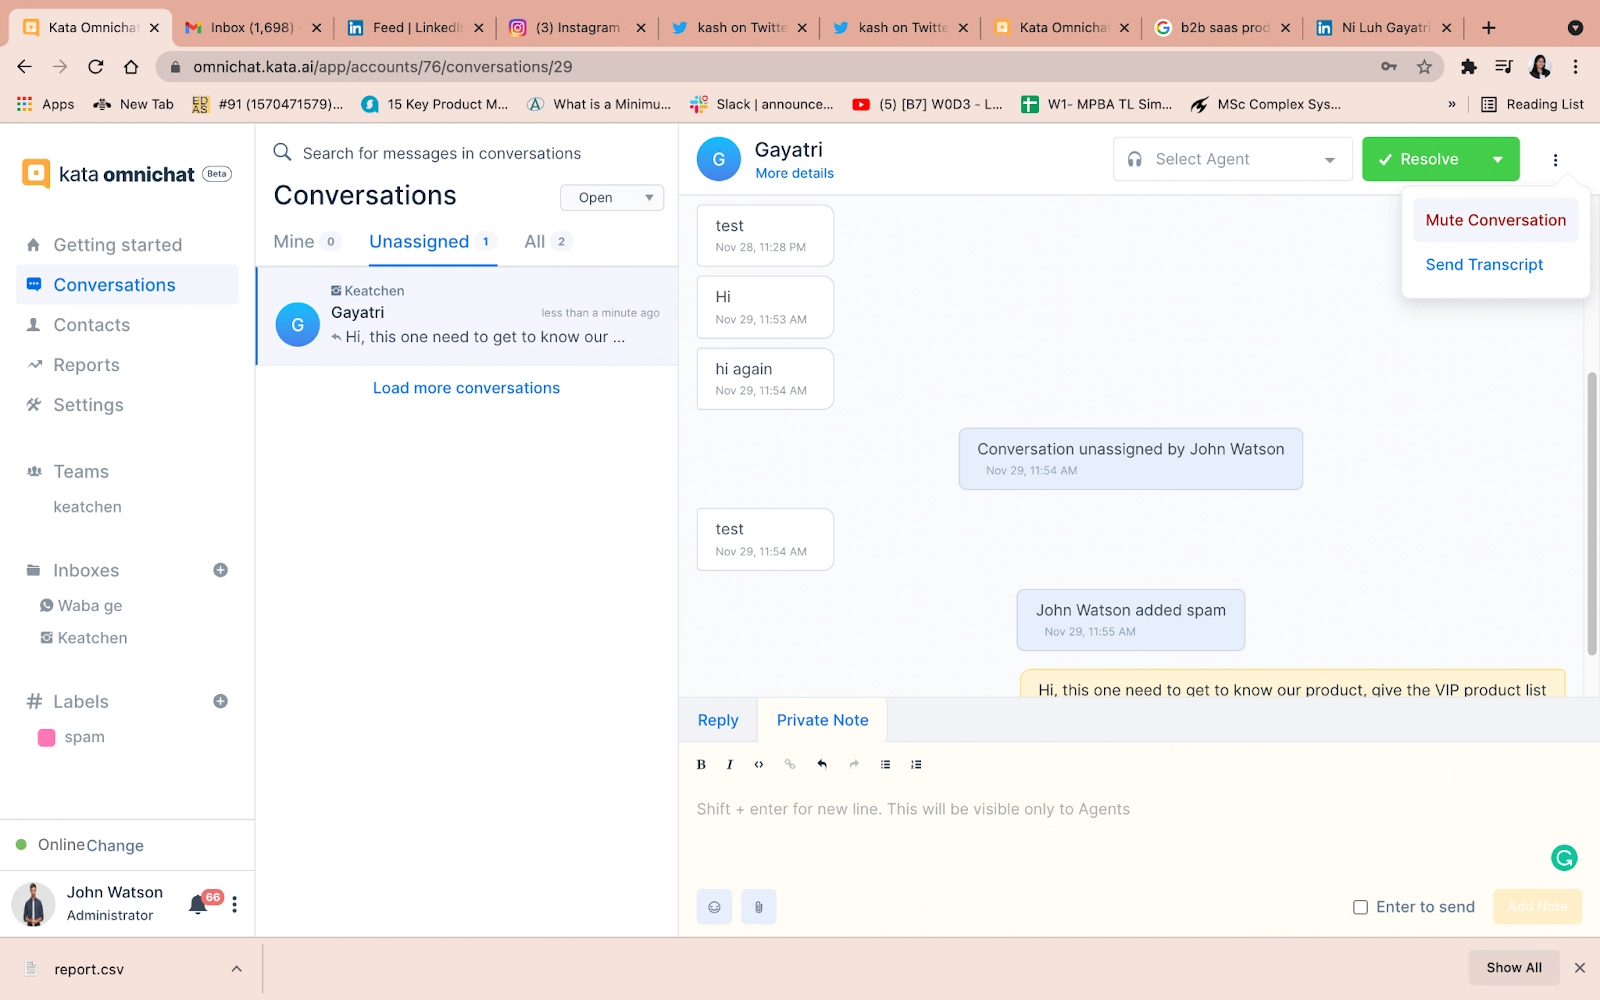 Kata Omnichat
Inbox (1,698)
Feed | LinkedIn
(3) Instagram
kash on Twitte
kash on Twitte
Kata Omnicha
b2b saas prod
Ni Luh Gayatri
omnichat.kata.ai/app/accounts/76/conversations/29
Apps
New Tab
#91 (1570471579)...
15 Key Product M...
What is a Minimu...
Slack | announce...
(5) [B7] W0D3 - L...
W1- MPBA TL Sim...
MSc Complex Sys...
»
Reading List
kata omnichat Beta
Getting started
Conversations
Contacts
Reports
Settings
Teams
keatchen
Inboxes
Waba ge
Keatchen
Labels
spam
Online Change
John Watson
Administrator
66
Search for messages in conversations
Conversations
Open
Mine 0
Unassigned 1
All 2
Keatchen
G
Gayatri
less than a minute ago
Hi, this one need to get to know our ...
Load more conversations
G
Gayatri
More details
Select Agent
Resolve
Mute Conversation
Send Transcript
test
Nov 28, 11:28 PM
Hi
Nov 29, 11:53 AM
hi again
Nov 29, 11:54 AM
Conversation unassigned by John Watson
Nov 29, 11:54 AM
test
Nov 29, 11:54 AM
John Watson added spam
Nov 29, 11:55 AM
Hi, this one need to get to know our product, give the VIP product list
Reply
Private Note
B I
Shift + enter for new line. This will be visible only to Agents
Enter to send
Add Note
report.csv
Show All